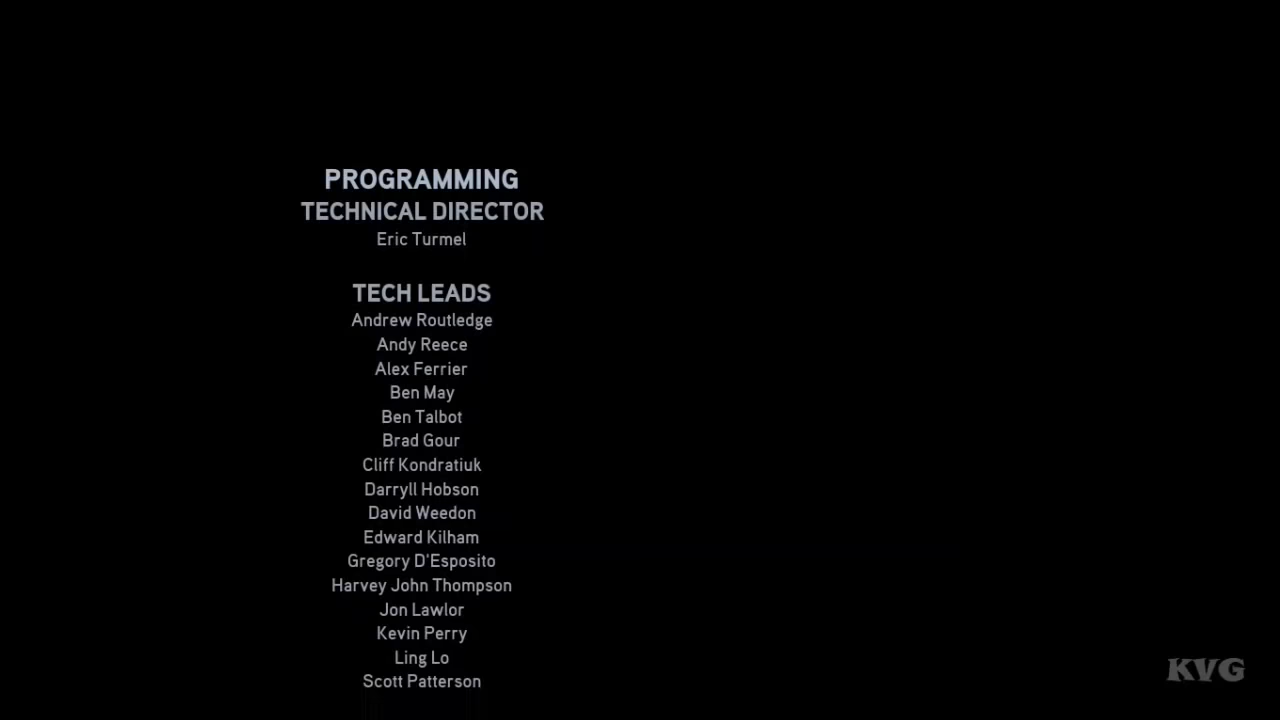 PROGRAMMING
TECHNICAL DIRECTOR
Eric Turmel
TECH LEADS
Andrew Routledge
Andy Reece
Alex Ferrier
Ben May
Ben Talbot
Brad Gour
Cliff Kondratiuk
Darryll Hobson
David Weedon
Edward Kilham
Gregory D'Esposito
Harvey John Thompson
Jon Lawlor
Kevin Perry
Ling Lo
Scott Patterson
KVG